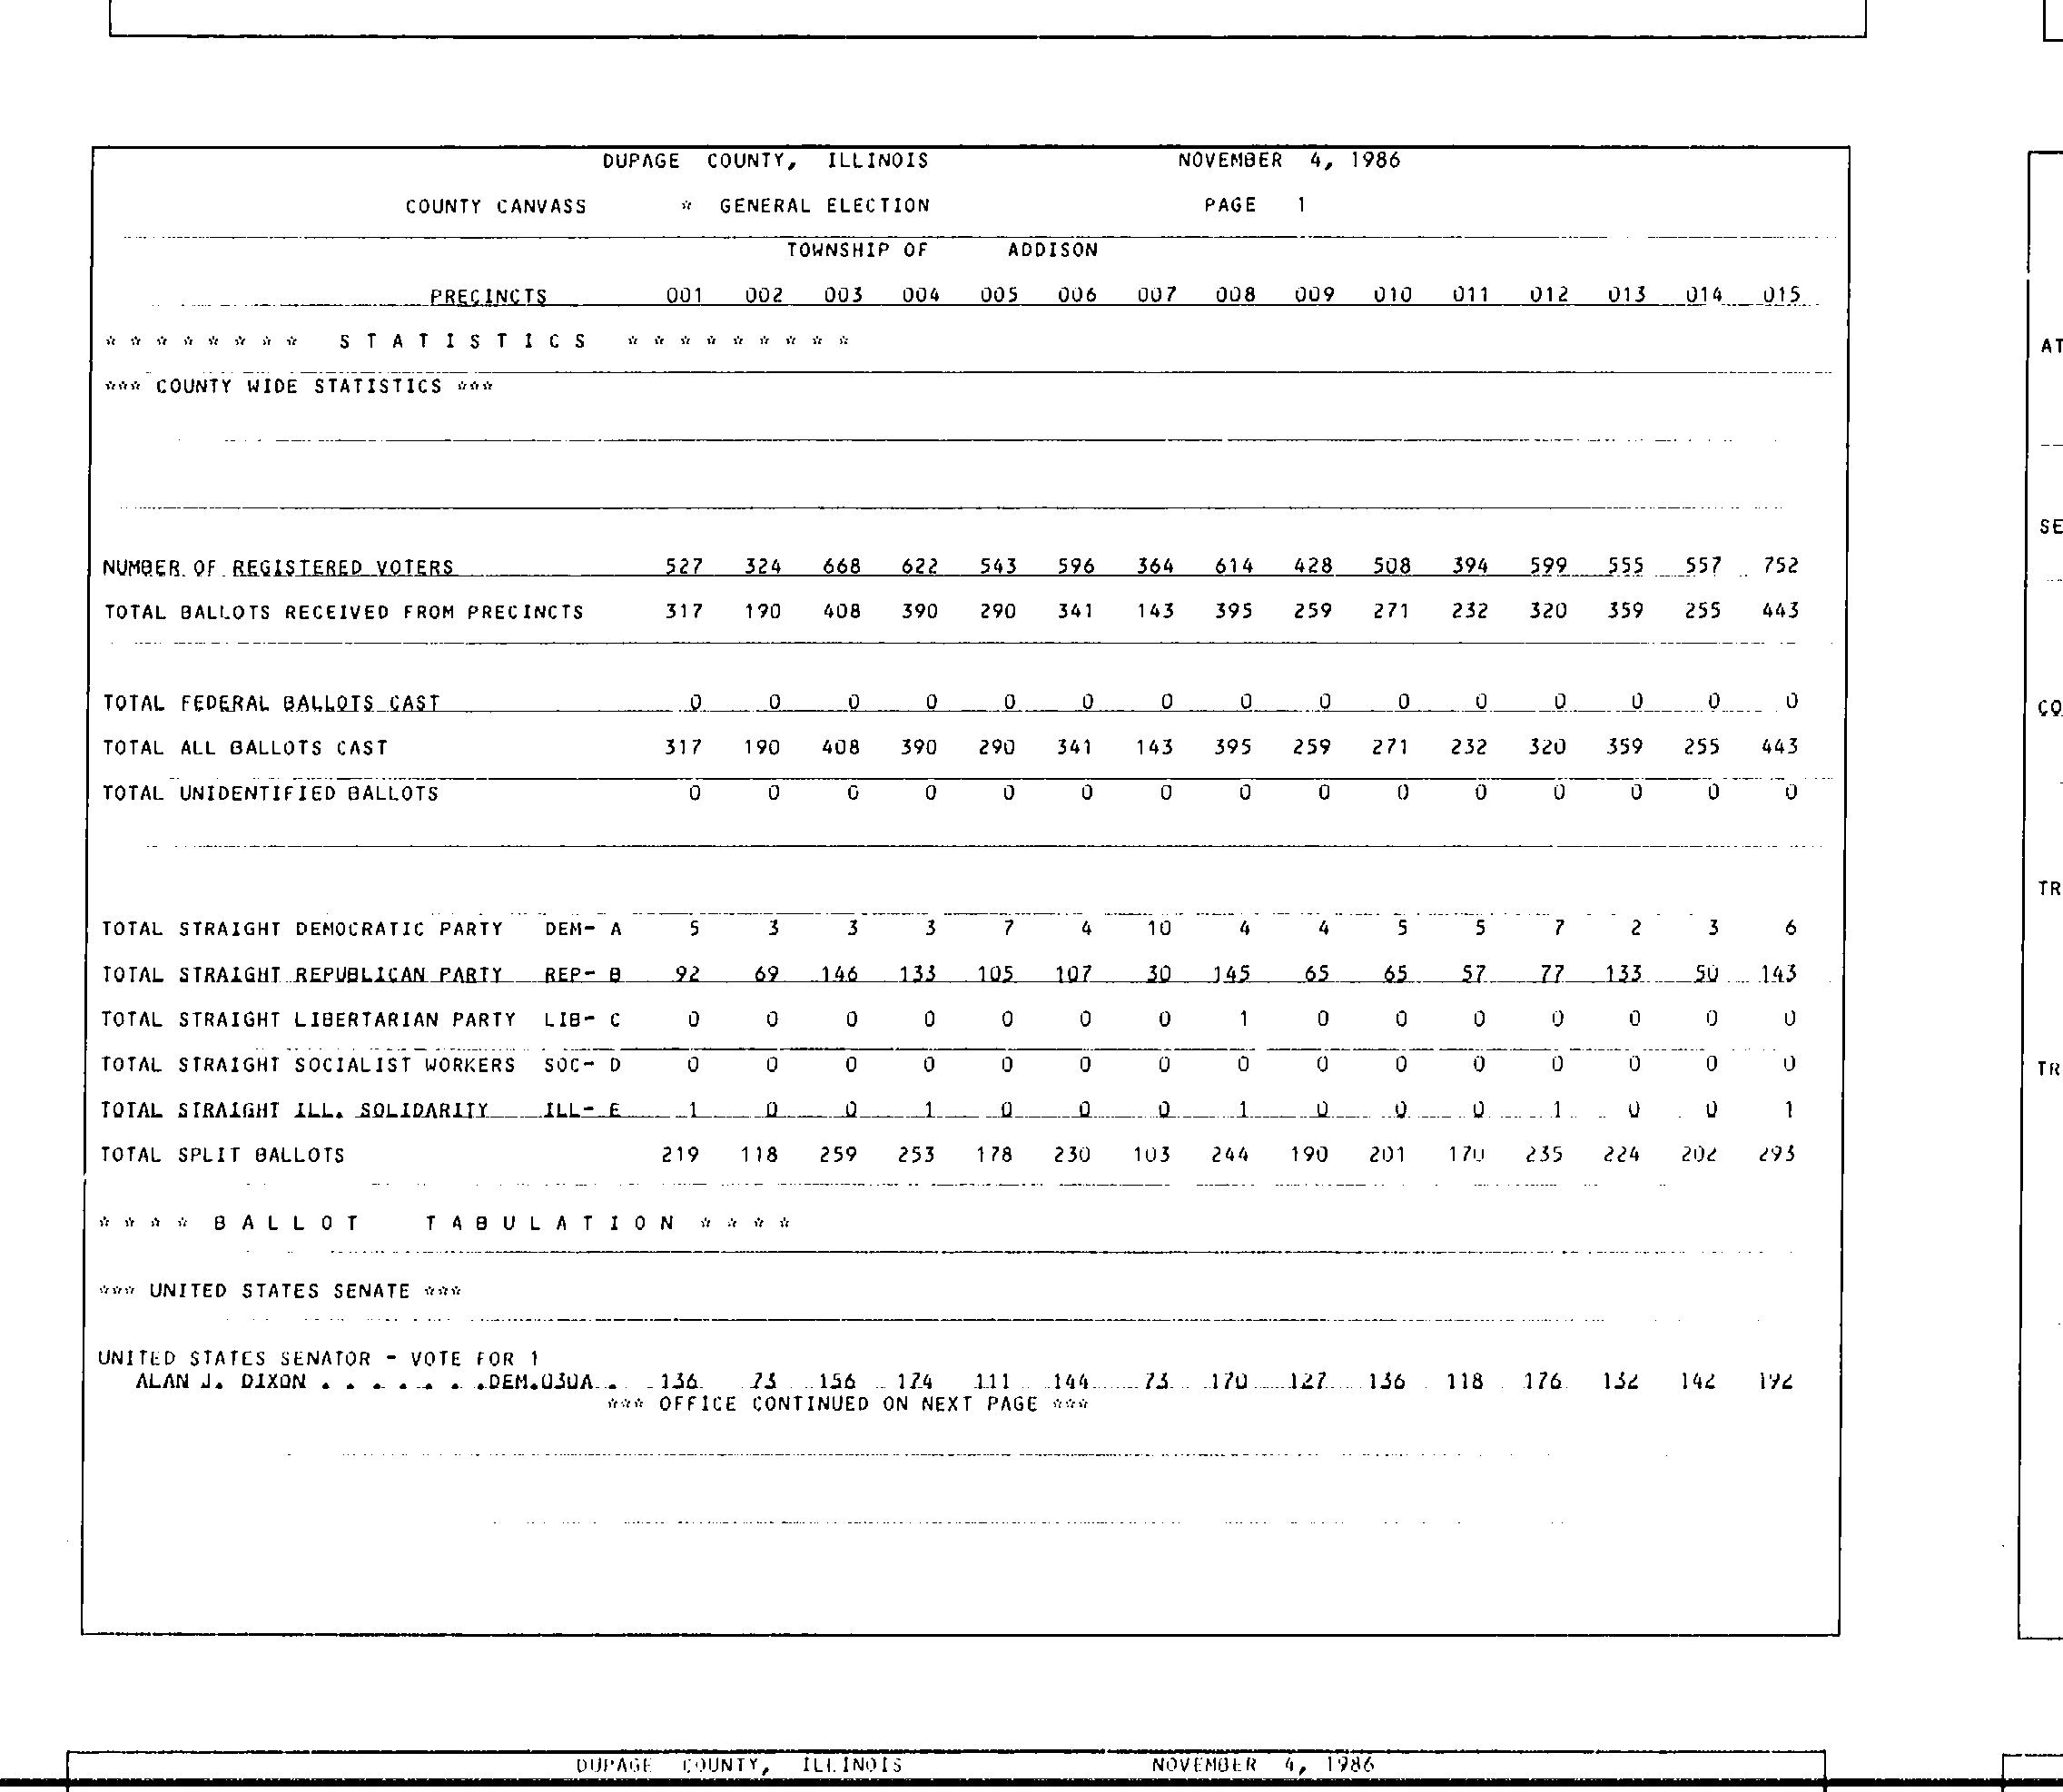 DUPAGE COUNTY, ILLINOIS NOVEMBER 4, 1986
COUNTY CANVASS * GENERAL ELECTION PAGE 1
TOWNSHIP OF ADDISON
PRECINCTS 001 002 003 004 005 006 007 008 009 010 011 012 013 014 015
* * * * * * * * S T A T I S T I C S * * * * * * * * *
*** COUNTY WIDE STATISTICS ***
NUMBER OF REGISTERED VOTERS 527 324 668 622 543 596 364 614 428 508 394 599 555 557 752
TOTAL BALLOTS RECEIVED FROM PRECINCTS 317 190 408 390 290 341 143 395 259 271 232 320 359 255 443
TOTAL FEDERAL BALLOTS CAST 0 0 0 0 0 0 0 0 0 0 0 0 0 0 0
TOTAL ALL BALLOTS CAST 317 190 408 390 290 341 143 395 259 271 232 320 359 255 443
TOTAL UNIDENTIFIED BALLOTS 0 0 0 0 0 0 0 0 0 0 0 0 0 0 0
TOTAL STRAIGHT DEMOCRATIC PARTY DEM- A 5 3 3 3 7 4 10 4 4 5 5 7 2 3 6
TOTAL STRAIGHT REPUBLICAN PARTY REP- B 92 69 146 133 105 107 30 145 65 65 57 77 133 50 143
TOTAL STRAIGHT LIBERTARIAN PARTY LIB- C 0 0 0 0 0 0 0 1 0 0 0 0 0 0 0
TOTAL STRAIGHT SOCIALIST WORKERS SOC- D 0 0 0 0 0 0 0 0 0 0 0 0 0 0 0
TOTAL STRAIGHT ILL. SOLIDARITY ILL- E 1 0 0 1 0 0 0 1 0 0 0 1 0 0 1
TOTAL SPLIT BALLOTS 219 118 259 253 178 230 103 244 190 201 170 235 224 202 293
* * * * B A L L O T T A B U L A T I O N * * * *
*** UNITED STATES SENATE ***
UNITED STATES SENATOR - VOTE FOR 1
ALAN J. DIXON . . . . . . .DEM.030A. . 136 73 156 124 111 144 73 170 127 136 118 176 132 142 192
*** OFFICE CONTINUED ON NEXT PAGE ***
DUPAGE COUNTY, ILLINOIS NOVEMBER 4, 1986
AT
SE
CO
TR
TR